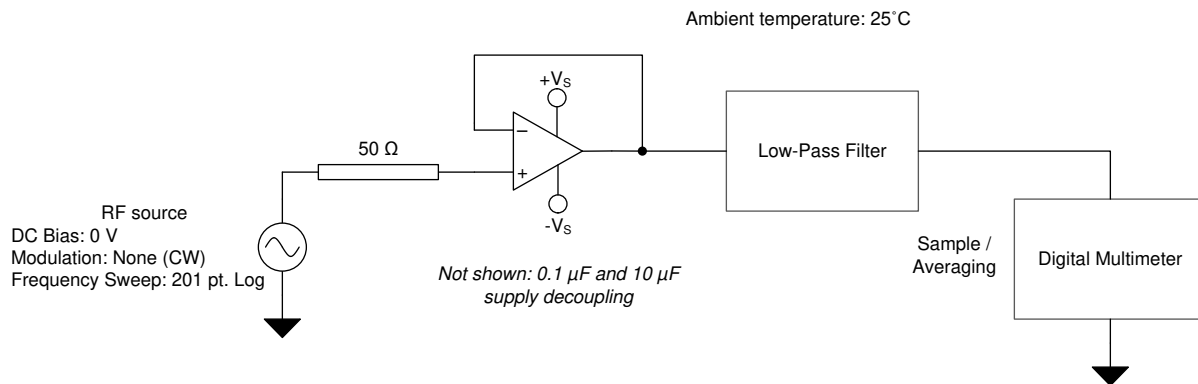 Ambient temperature: 25˚C
+VS
−
50 Ω
+
-VS
Low-Pass Filter
RF source
DC Bias: 0 V
Modulation: None (CW)
Frequency Sweep: 201 pt. Log
Not shown: 0.1 µF and 10 µF
supply decoupling
Sample /
Averaging
Digital Multimeter